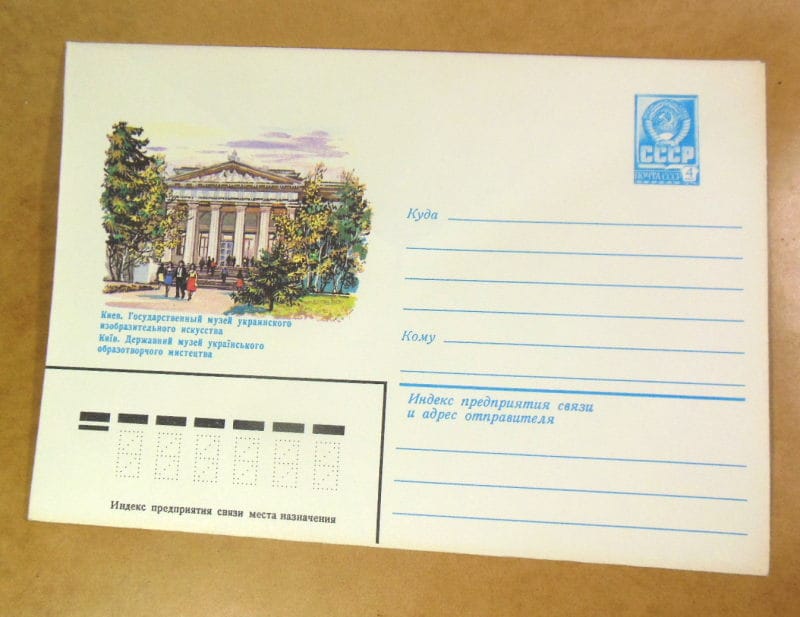 СССР
ПОЧТА СССР 4
Киев. Государственный музей украинского
изобразительного искусства
Київ. Державний музей українського
образотворчого мистецтва
Куда
Кому
Индекс предприятия связи
и адрес отправителя
Индекс предприятия связи места назначения